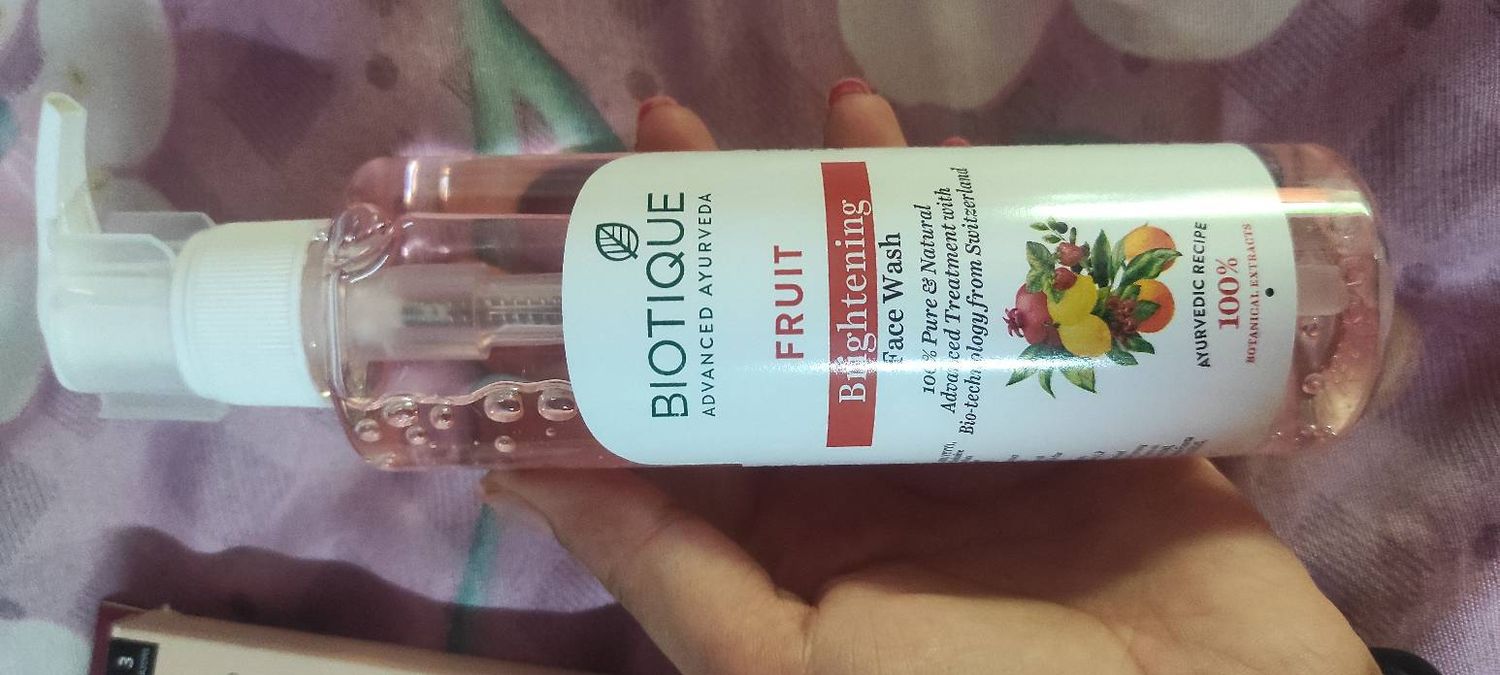 BIOTIQUE
ADVANCED AYURVEDA
FRUIT
Brightening
Face Wash
100% Pure & Natural
Advanced Treatment with
Bio-technology from Switzerland
AYURVEDIC RECIPE
100%
BOTANICAL EXTRACTS
3